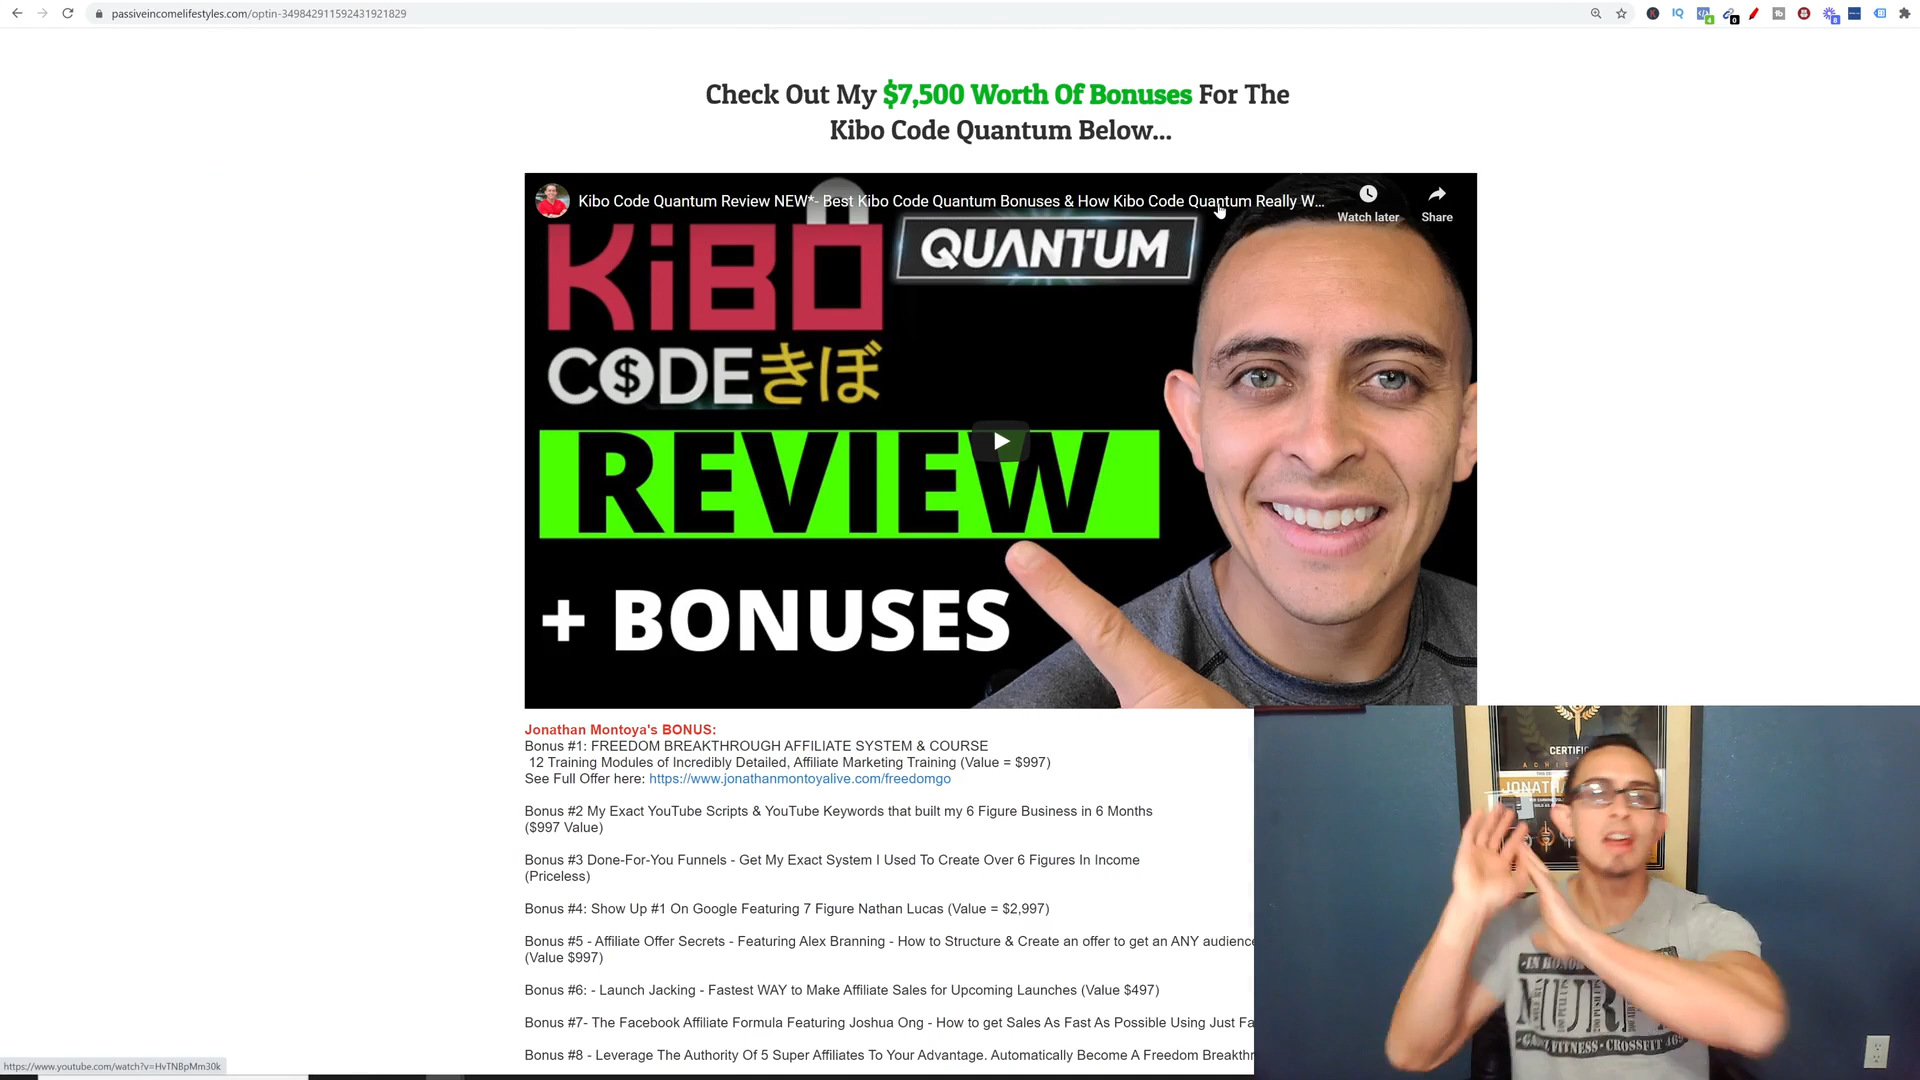 passiveincomelifestyles.com/optin-349842911592431921829
Check Out My $7,500 Worth Of Bonuses For The
Kibo Code Quantum Below...
Kibo Code Quantum Review NEW*- Best Kibo Code Quantum Bonuses & How Kibo Code Quantum Really W...
Watch later
Share
KiBO
QUANTUM
C$DEきぼ
REVIEW
+ BONUSES
Jonathan Montoya's BONUS:
Bonus #1: FREEDOM BREAKTHROUGH AFFILIATE SYSTEM & COURSE
12 Training Modules of Incredibly Detailed, Affiliate Marketing Training (Value = $997)
See Full Offer here: https://www.jonathanmontoyalive.com/freedomgo
Bonus #2 My Exact YouTube Scripts & YouTube Keywords that built my 6 Figure Business in 6 Months
($997 Value)
Bonus #3 Done-For-You Funnels - Get My Exact System I Used To Create Over 6 Figures In Income
(Priceless)
Bonus #4: Show Up #1 On Google Featuring 7 Figure Nathan Lucas (Value = $2,997)
Bonus #5 - Affiliate Offer Secrets - Featuring Alex Branning - How to Structure & Create an offer to get an ANY audience
(Value $997)
Bonus #6: - Launch Jacking - Fastest WAY to Make Affiliate Sales for Upcoming Launches (Value $497)
Bonus #7- The Facebook Affiliate Formula Featuring Joshua Ong - How to get Sales As Fast As Possible Using Just Fa
Bonus #8 - Leverage The Authority Of 5 Super Affiliates To Your Advantage. Automatically Become A Freedom Breakthr
https://www.youtube.com/watch?v=HvTNBpMm30k
CERTIFIC
JONATH
-IN HONOR
MUR
FITNESS-CROSSFIT